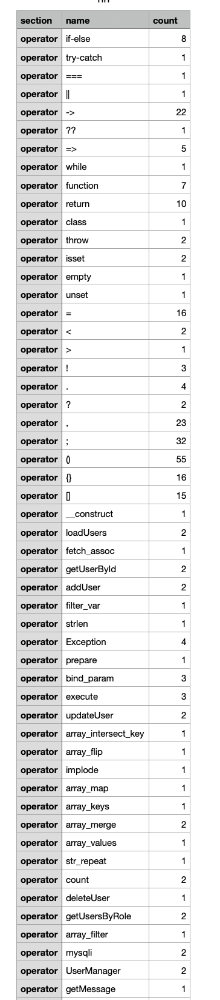 section name count
operator if-else 8
operator try-catch 1
operator === 1
operator || 1
operator -> 22
operator ?? 1
operator => 5
operator while 1
operator function 7
operator return 10
operator class 1
operator throw 2
operator isset 2
operator empty 1
operator unset 1
operator = 16
operator < 2
operator > 1
operator ! 3
operator . 4
operator ? 2
operator , 23
operator ; 32
operator () 55
operator {} 16
operator [] 15
operator __construct 1
operator loadUsers 2
operator fetch_assoc 1
operator getUserById 2
operator addUser 2
operator filter_var 1
operator strlen 1
operator Exception 4
operator prepare 1
operator bind_param 3
operator execute 3
operator updateUser 2
operator array_intersect_key 1
operator array_flip 1
operator implode 1
operator array_map 1
operator array_keys 1
operator array_merge 2
operator array_values 1
operator str_repeat 1
operator count 2
operator deleteUser 1
operator getUsersByRole 2
operator array_filter 1
operator mysqli 2
operator UserManager 2
operator getMessage 1